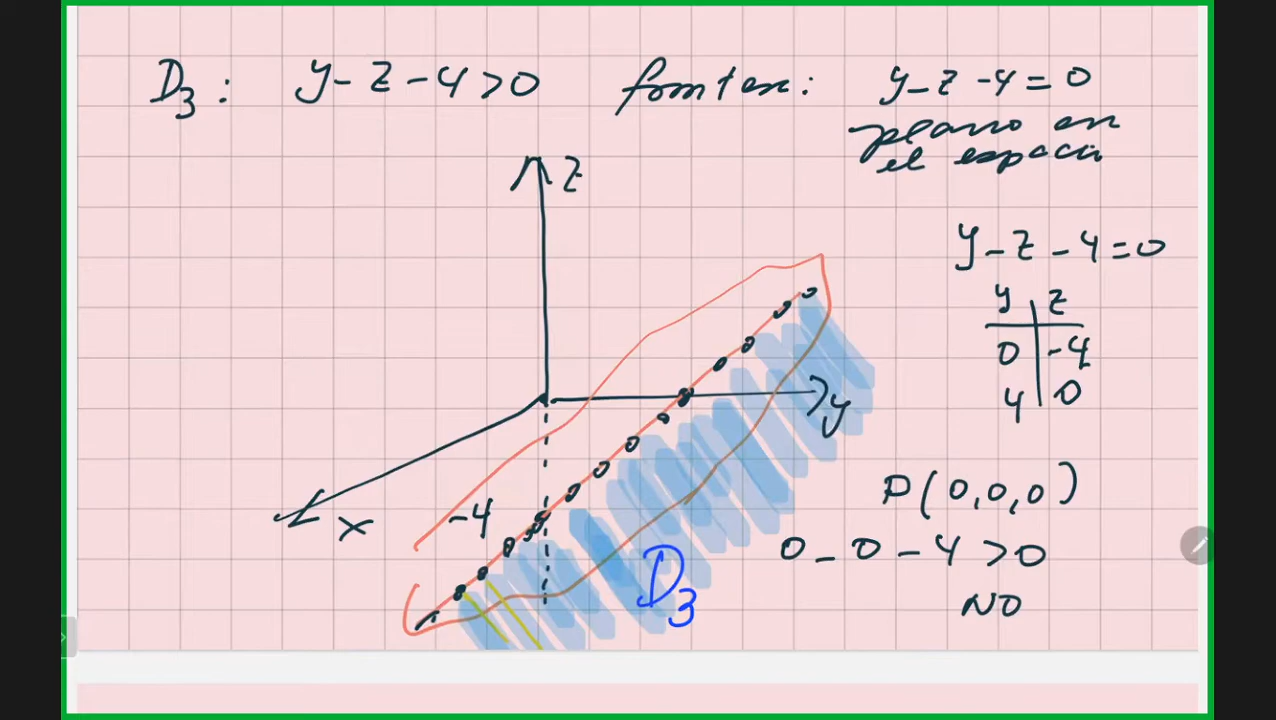 D3: y - z - 4 > 0 frontera: y - z - 4 = 0
plano en
el espacio
z
y - z - 4 = 0
y z
0 -4
4 0
y
P(0,0,0)
-4
x
0 - 0 - 4 > 0
D3
NO